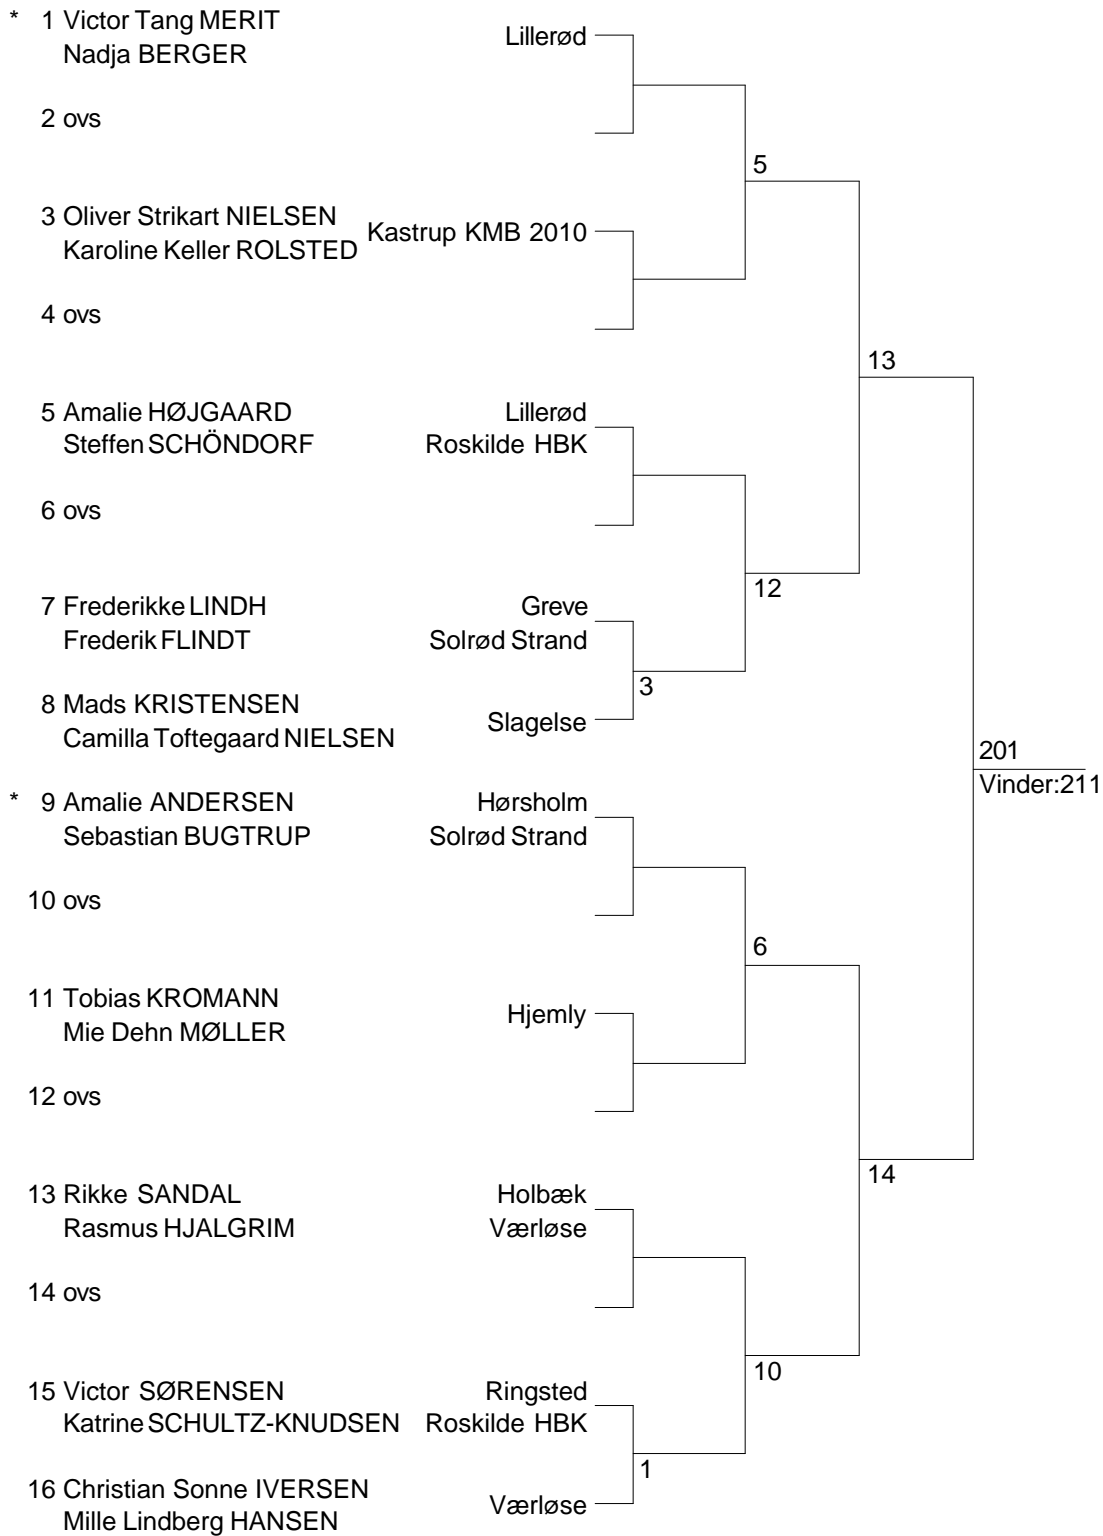 * 1 Victor Tang MERIT Lillerød
Nadja BERGER
2 ovs
5
3 Oliver Strikart NIELSEN Kastrup KMB 2010
Karoline Keller ROLSTED
4 ovs
13
5 Amalie HØJGAARD Lillerød
Steffen SCHÖNDORF Roskilde HBK
6 ovs
12
7 Frederikke LINDH Greve
Frederik FLINDT Solrød Strand
3
8 Mads KRISTENSEN Slagelse
Camilla Toftegaard NIELSEN
201
Vinder:211
* 9 Amalie ANDERSEN Hørsholm
Sebastian BUGTRUP Solrød Strand
10 ovs
6
11 Tobias KROMANN Hjemly
Mie Dehn MØLLER
12 ovs
14
13 Rikke SANDAL Holbæk
Rasmus HJALGRIM Værløse
14 ovs
10
15 Victor SØRENSEN Ringsted
Katrine SCHULTZ-KNUDSEN Roskilde HBK
1
16 Christian Sonne IVERSEN Værløse
Mille Lindberg HANSEN